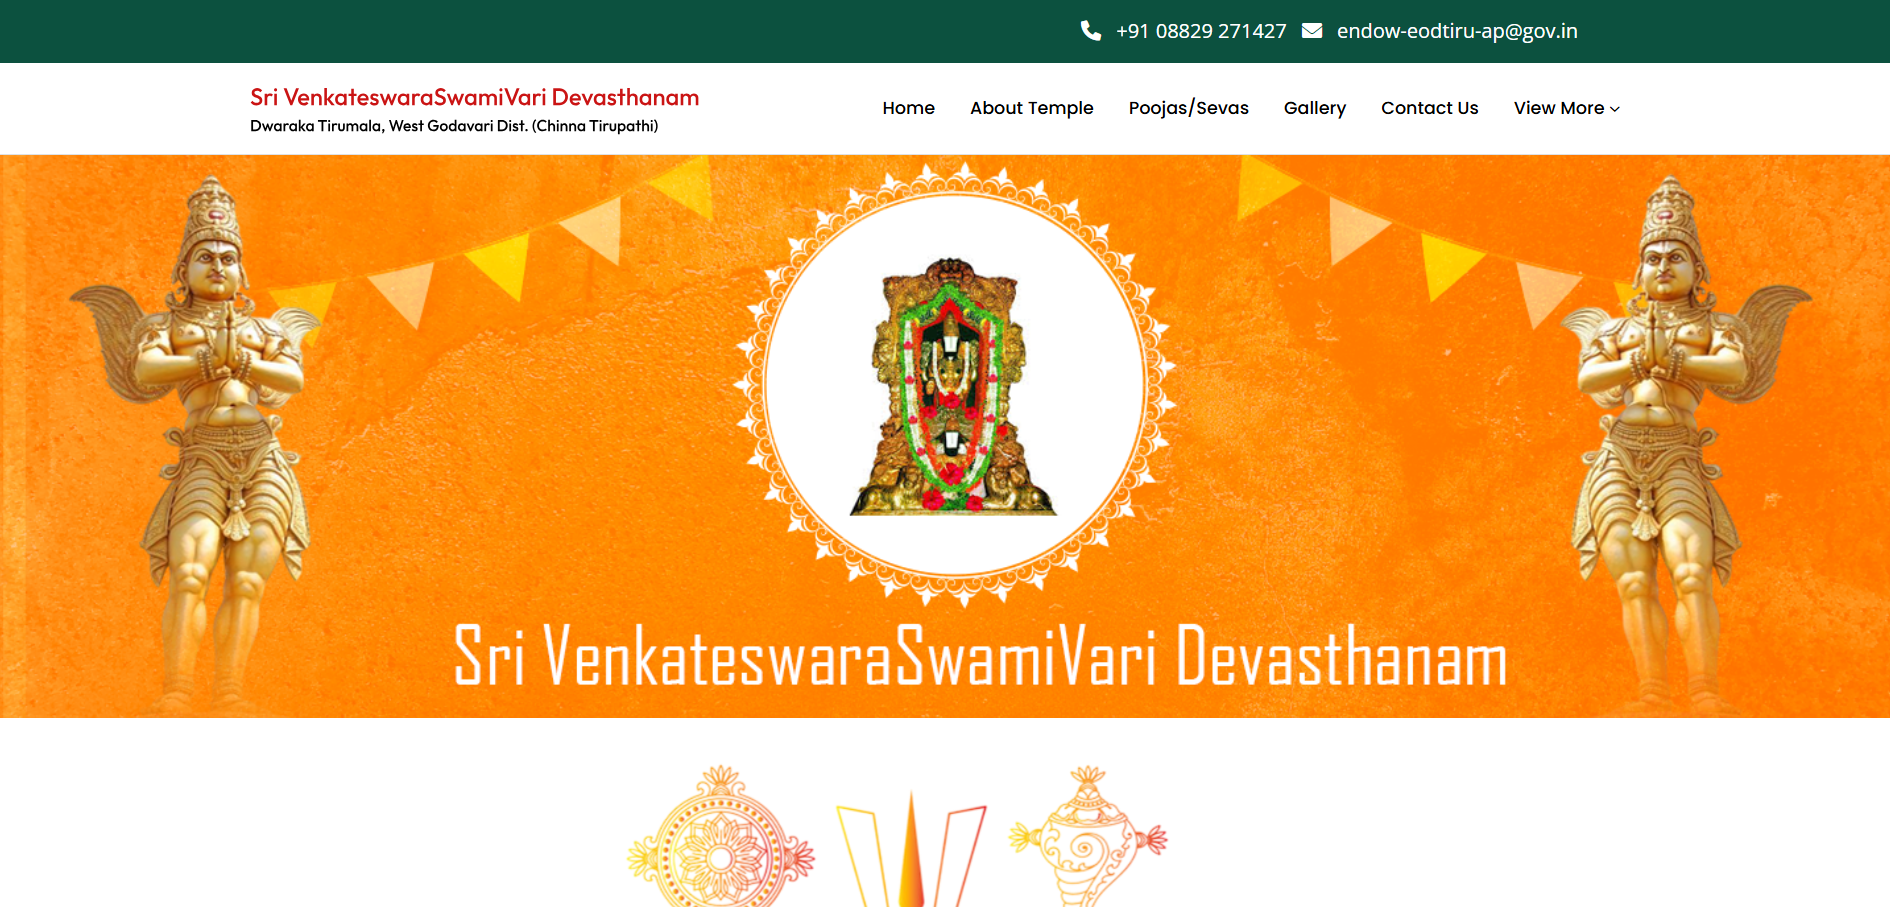 +91 08829 271427 endow-eodtiru-ap@gov.in
Sri VenkateswaraSwamiVari Devasthanam
Dwaraka Tirumala, West Godavari Dist. (Chinna Tirupathi)
Home About Temple Poojas/Sevas Gallery Contact Us View More
Sri VenkateswaraSwamiVari Devasthanam